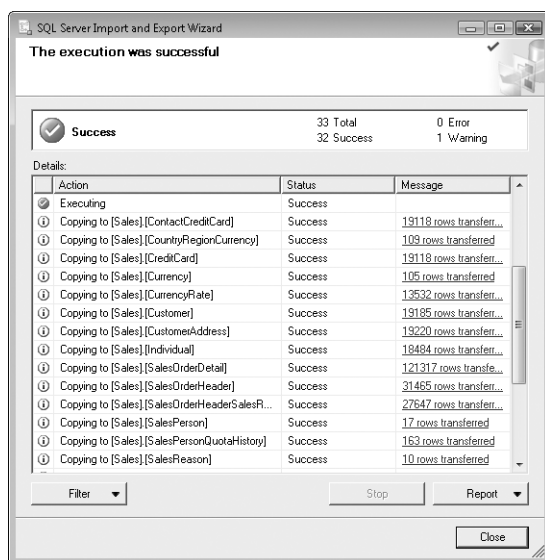 SQL Server Import and Export Wizard
The execution was successful
Success
33 Total 0 Error
32 Success 1 Warning
Details:
Action Status Message
Executing Success
Copying to [Sales].[ContactCreditCard] Success 19118 rows transferr...
Copying to [Sales].[CountryRegionCurrency] Success 109 rows transferred
Copying to [Sales].[CreditCard] Success 19118 rows transferr...
Copying to [Sales].[Currency] Success 105 rows transferred
Copying to [Sales].[CurrencyRate] Success 13532 rows transferr...
Copying to [Sales].[Customer] Success 19185 rows transferr...
Copying to [Sales].[CustomerAddress] Success 19220 rows transferr...
Copying to [Sales].[Individual] Success 18484 rows transferr...
Copying to [Sales].[SalesOrderDetail] Success 121317 rows transfe...
Copying to [Sales].[SalesOrderHeader] Success 31465 rows transferr...
Copying to [Sales].[SalesOrderHeaderSalesR... Success 27647 rows transferr...
Copying to [Sales].[SalesPerson] Success 17 rows transferred
Copying to [Sales].[SalesPersonQuotaHistory] Success 163 rows transferred
Copying to [Sales].[SalesReason] Success 10 rows transferred
Filter Stop Report
Close